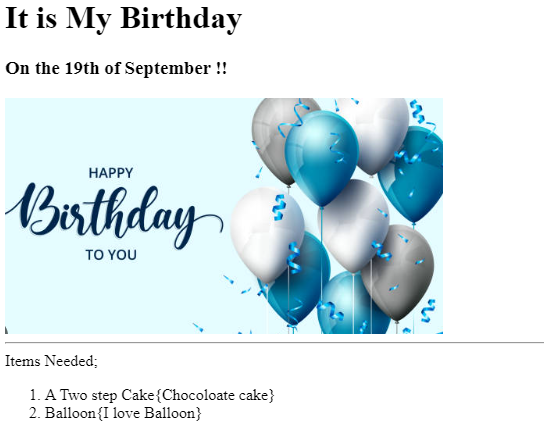 It is My Birthday
On the 19th of September !!
HAPPY
Birthday
TO YOU
Items Needed;
1. A Two step Cake{Chocoloate cake}
2. Balloon{I love Balloon}